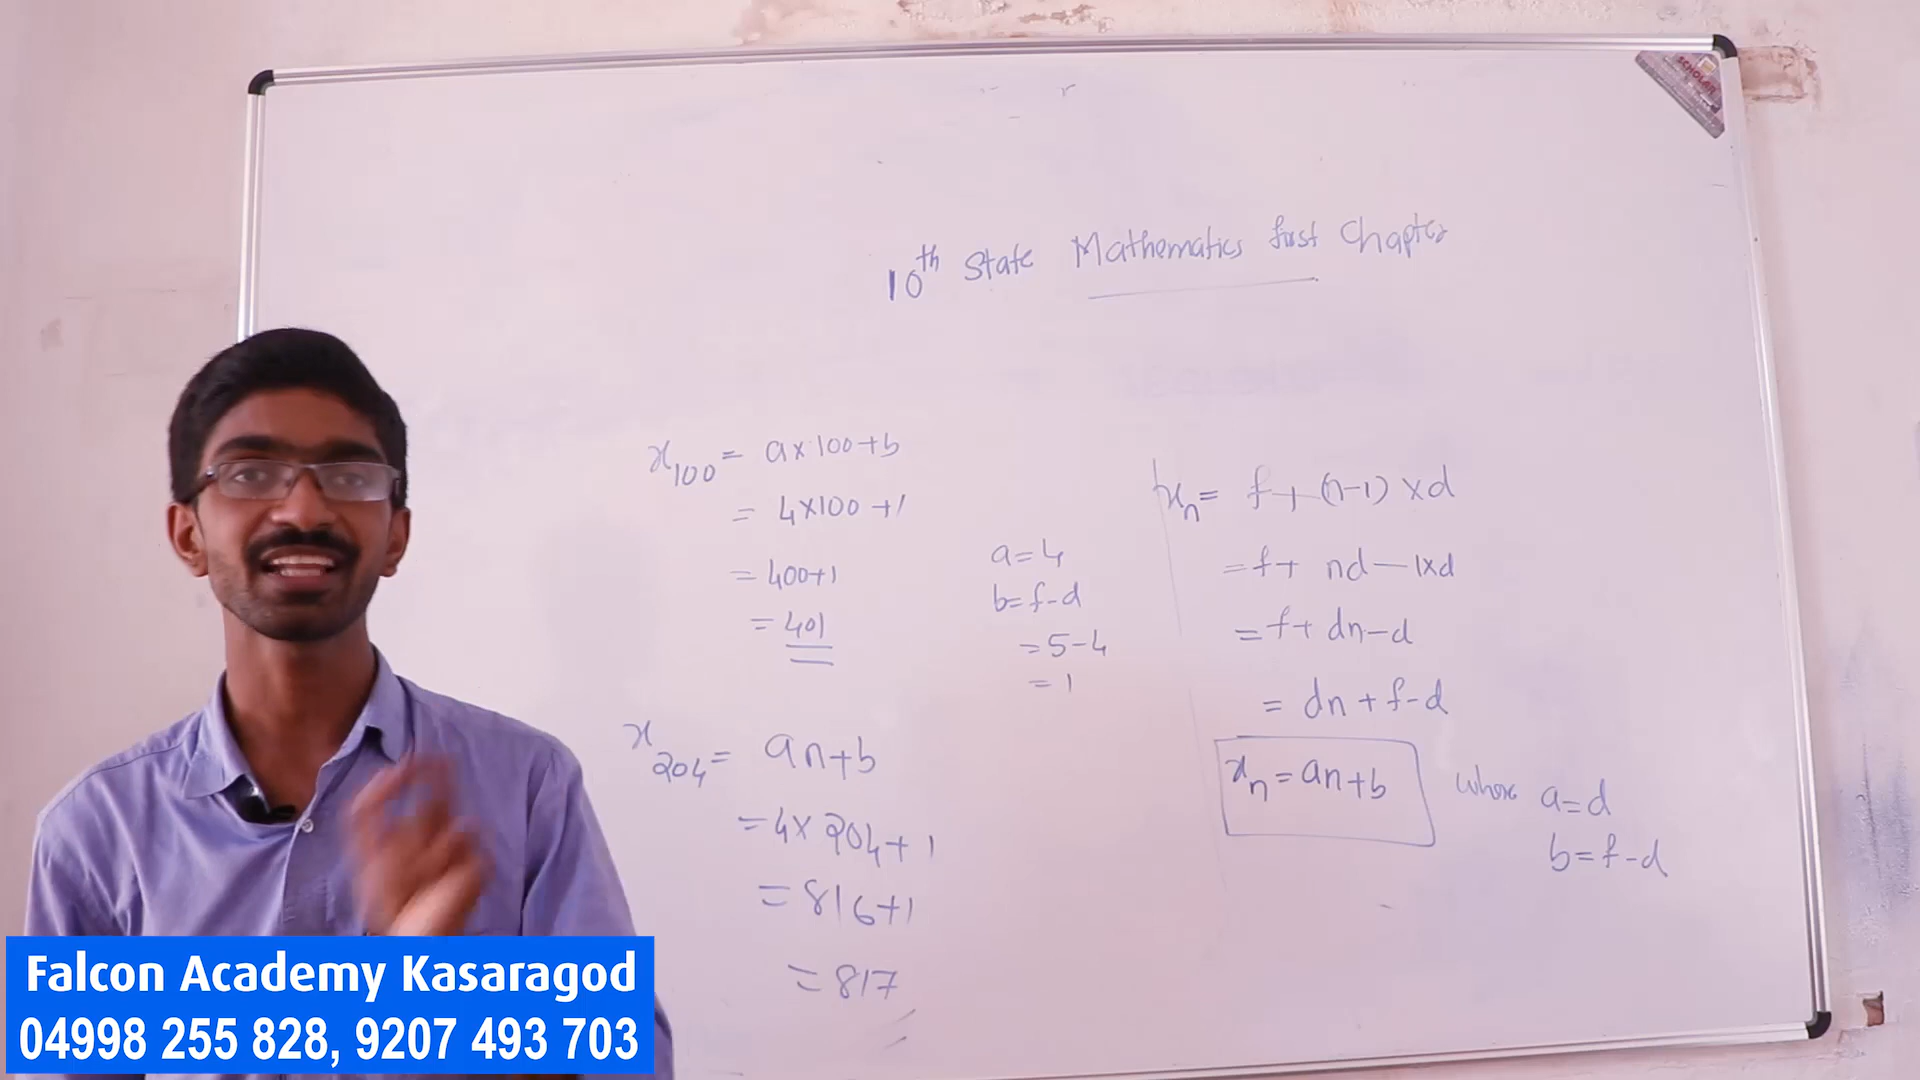 SCHOLAR
10th State Mathematics first Chapter
x100 = a×100+b
= 4×100+1
= 400+1
= 401
a=4
b=f-d
=5-4
=1
xn = f+(n-1)×d
=f+ nd-1×d
=f+ dn-d
= dn+f-d
xn=an+b where a=d
b=f-d
x204= an+b
=4×204+1
=816+1
=817
Falcon Academy Kasaragod
04998 255 828, 9207 493 703